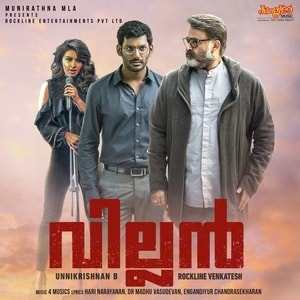 MUNIRATHNA MLA
PRESENTS
ROCKLINE ENTERTAINMENTS PVT LTD
വില്ലൻ
UNNIKRISHNAN B ROCKLINE VENKATESH
MUSIC 4 MUSICS LYRICS HARI NARAYANAN, DR MADHU VASUDEVAN, ENGANDIYUR CHANDRASEKHARAN